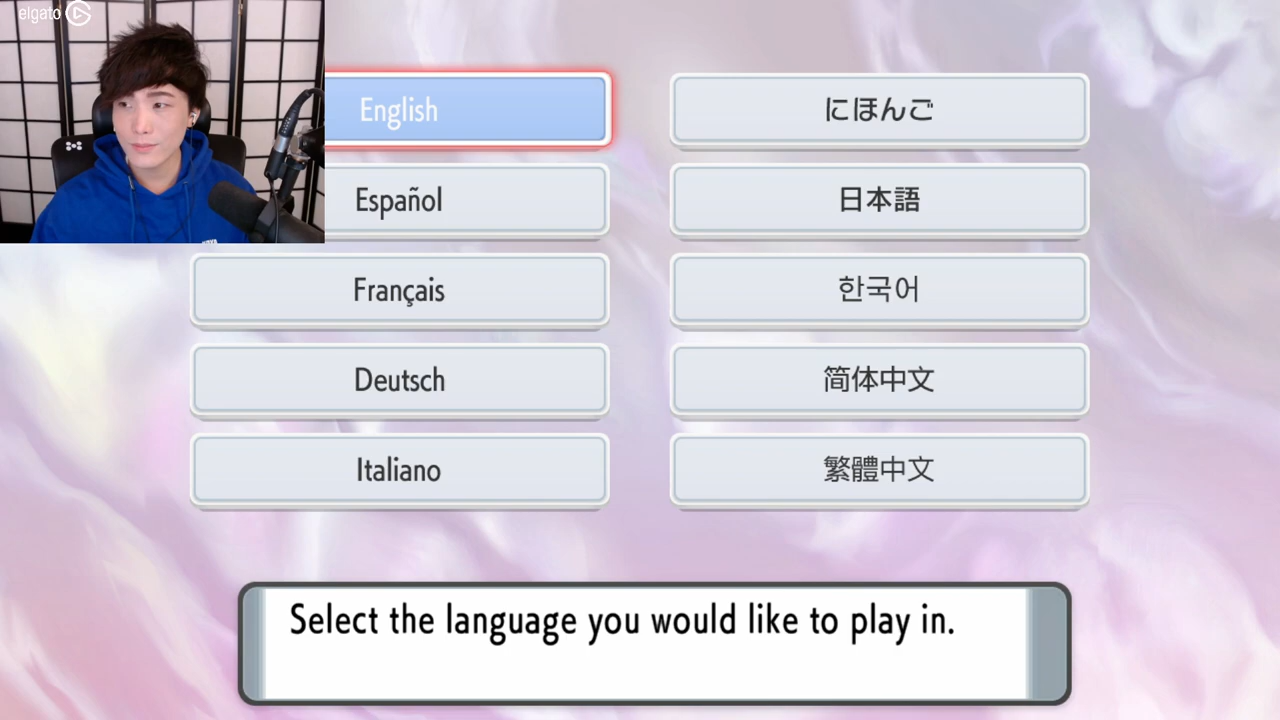 elgato
English
Español
Français
Deutsch
Italiano
にほんご
日本語
한국어
简体中文
繁體中文
Select the language you would like to play in.